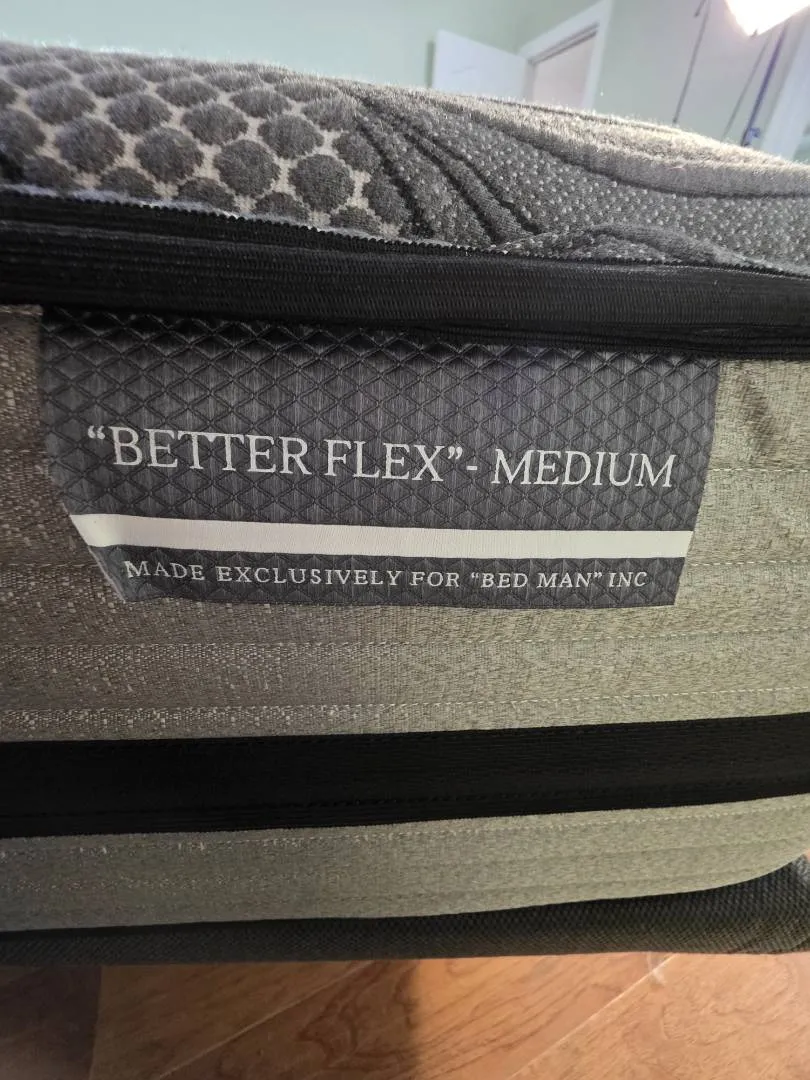 “BETTER FLEX”- MEDIUM
MADE EXCLUSIVELY FOR “BED MAN” INC